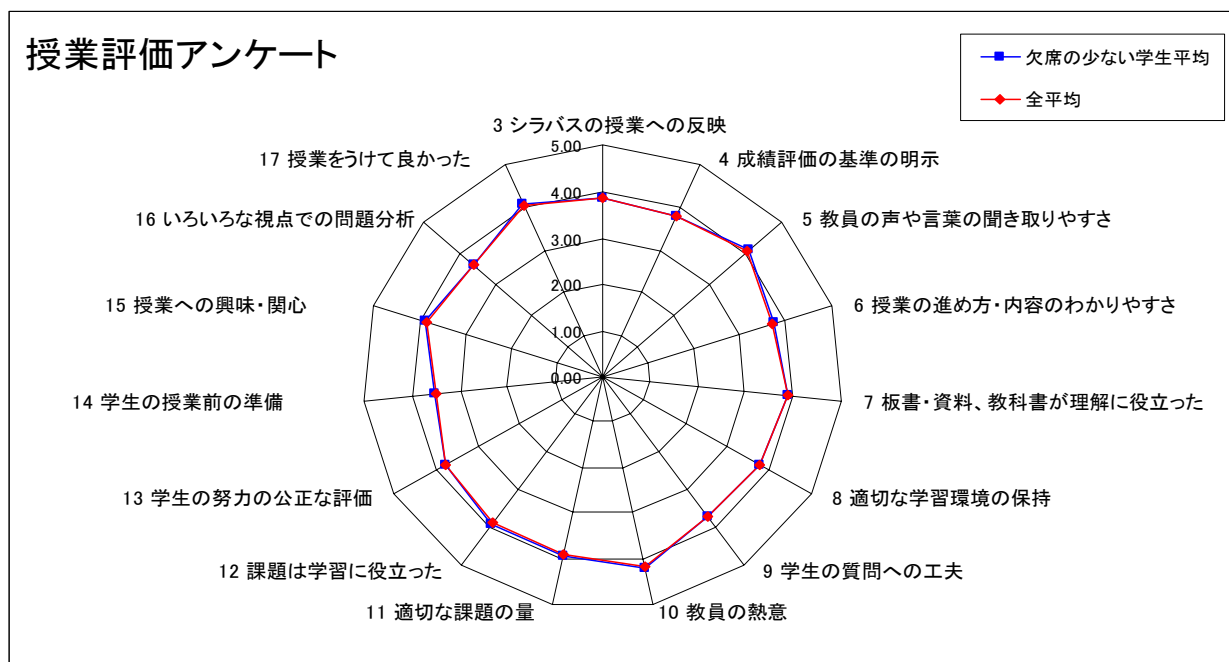 授業評価アンケート
欠席の少ない学生平均
全平均
3 シラバスの授業への反映
4 成績評価の基準の明示
5 教員の声や言葉の聞き取りやすさ
6 授業の進め方・内容のわかりやすさ
7 板書・資料、教科書が理解に役立った
8 適切な学習環境の保持
9 学生の質問への工夫
10 教員の熱意
11 適切な課題の量
12 課題は学習に役立った
13 学生の努力の公正な評価
14 学生の授業前の準備
15 授業への興味・関心
16 いろいろな視点での問題分析
17 授業をうけて良かった
5.00
4.00
3.00
2.00
1.00
0.00